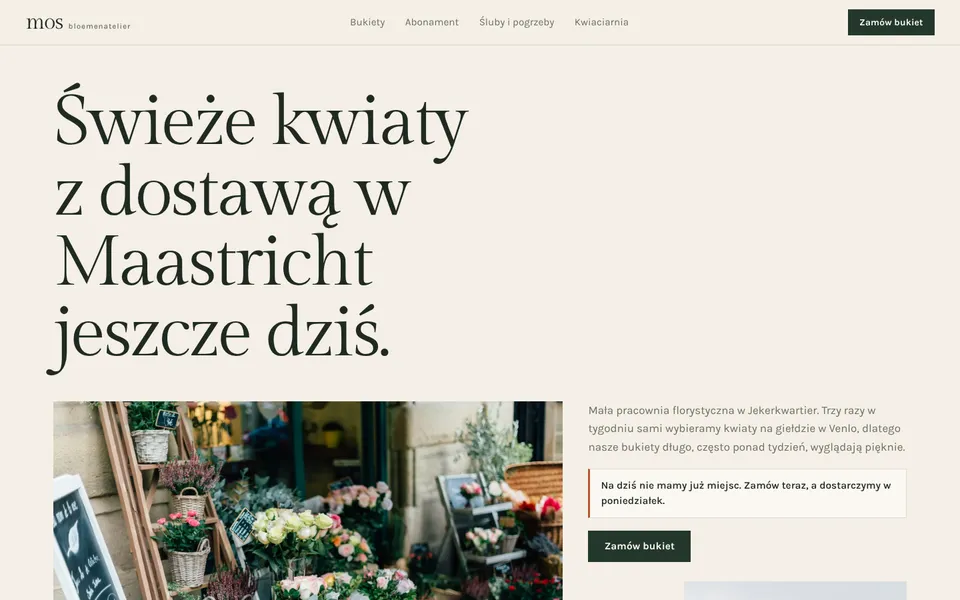 mos bloemenatelier
Bukiety
Abonament
Śluby i pogrzeby
Kwiaciarnia
Zamów bukiet
Świeże kwiaty
z dostawą w
Maastricht
jeszcze dziś.
Mała pracownia florystyczna w Jekerkwartier. Trzy razy w
tygodniu sami wybieramy kwiaty na giełdzie w Venlo, dlatego
nasze bukiety długo, często ponad tydzień, wyglądają pięknie.
Na dziś nie mamy już miejsc. Zamów teraz, a dostarczymy w
poniedziałek.
Zamów bukiet